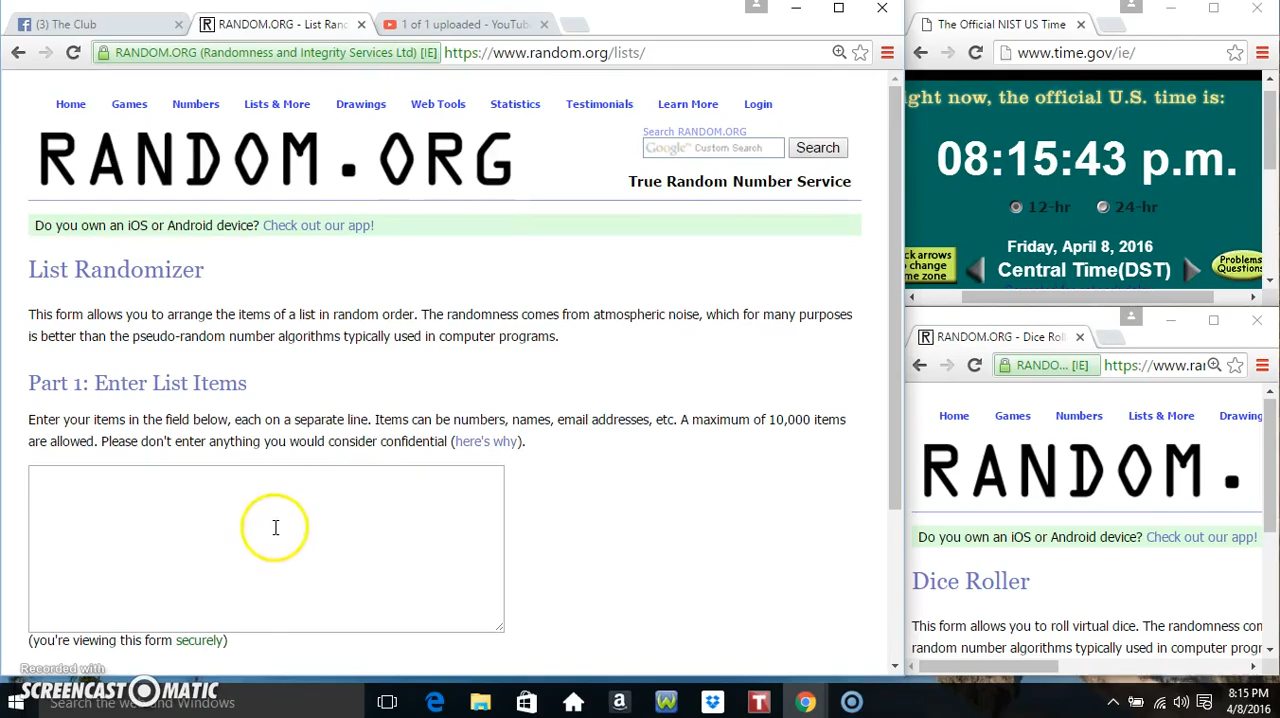 (3) The Club
RANDOM.ORG - List Ran
1 of 1 uploaded - YouTub
RANDOM.ORG (Randomness and Integrity Services Ltd) [IE]
https://www.random.org/lists/
Home Games Numbers Lists & More Drawings Web Tools Statistics Testimonials Learn More Login
RANDOM.ORG
Search RANDOM.ORG
Google™ Custom Search
Search
True Random Number Service
Do you own an iOS or Android device? Check out our app!
List Randomizer
This form allows you to arrange the items of a list in random order. The randomness comes from atmospheric noise, which for many purposes
is better than the pseudo-random number algorithms typically used in computer programs.
Part 1: Enter List Items
Enter your items in the field below, each on a separate line. Items can be numbers, names, email addresses, etc. A maximum of 10,000 items
are allowed. Please don't enter anything you would consider confidential (here's why).
(you're viewing this form securely)
The Official NIST US Time
www.time.gov/ie/
ight now, the official U.S. time is:
08:15:43 p.m.
12-hr 24-hr
Friday, April 8, 2016
Central Time(DST)
ck arrows
o change
me zone
Problems
Questions
RANDOM.ORG - Dice Rol
RANDO... [IE]
https://www.rai
Home Games Numbers Lists & More Drawing
RANDOM.
Do you own an iOS or Android device? Check out our app!
Dice Roller
This form allows you to roll virtual dice. The randomness con
random number algorithms typically used in computer progr
Recorded with
SCREENCAST-O-MATIC
Search the web and Windows
8:15 PM
4/8/2016